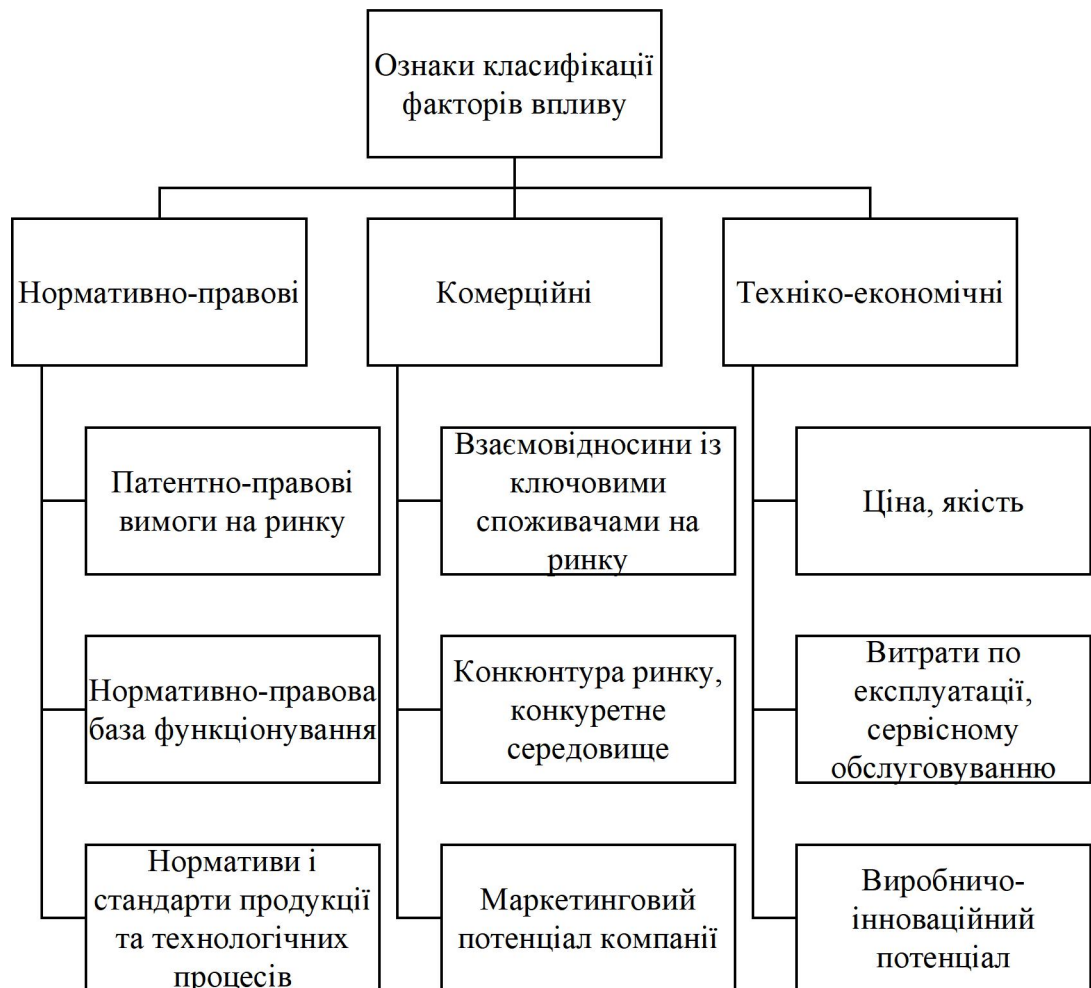 Ознаки класифікації
факторів впливу
Нормативно-правові
Комерційні
Техніко-економічні
Патентно-правові
вимоги на ринку
Взаємовідносини із
ключовими
споживачами на
ринку
Ціна, якість
Нормативно-правова
база функціонування
Конкюнтура ринку,
конкуретне
середовище
Витрати по
експлуатації,
сервісному
обслуговуванню
Нормативи і
стандарти продукції
та технологічних
процесів
Маркетинговий
потенціал компанії
Виробничо-
інноваційний
потенціал